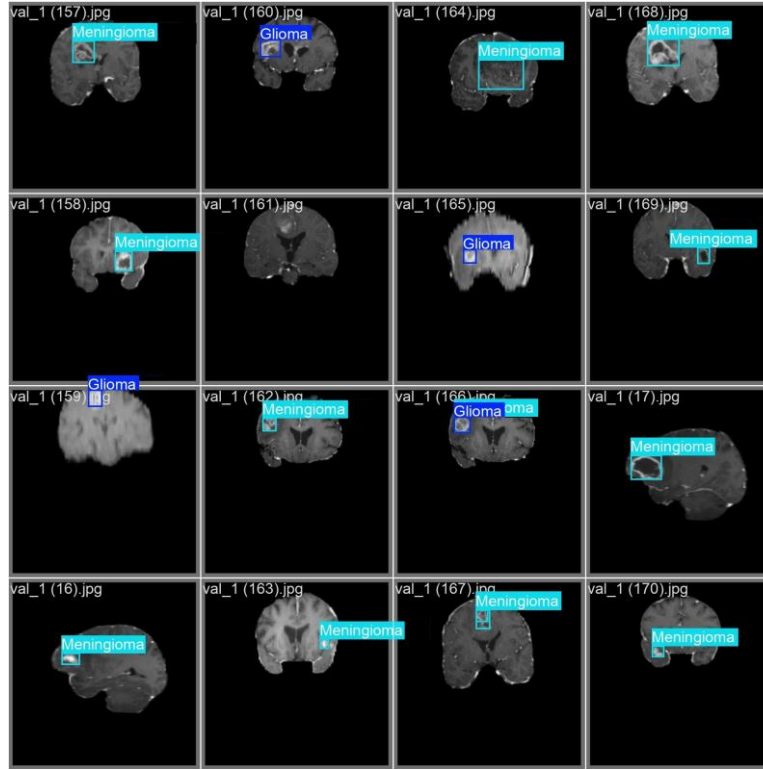 val_1 (157).jpg
Meningioma
val_1 (160).jpg
Glioma
val_1 (164).jpg
Meningioma
val_1 (168).jpg
Meningioma
val_1 (158).jpg
Meningioma
val_1 (161).jpg
val_1 (165).jpg
Glioma
val_1 (169).jpg
Meningioma
val_1 (159).jpg
Glioma
val_1 (162).jpg
Meningioma
val_1 (166).jpg
Glioma
val_1 (17).jpg
Meningioma
val_1 (16).jpg
Meningioma
val_1 (163).jpg
Meningioma
val_1 (167).jpg
Meningioma
val_1 (170).jpg
Meningioma